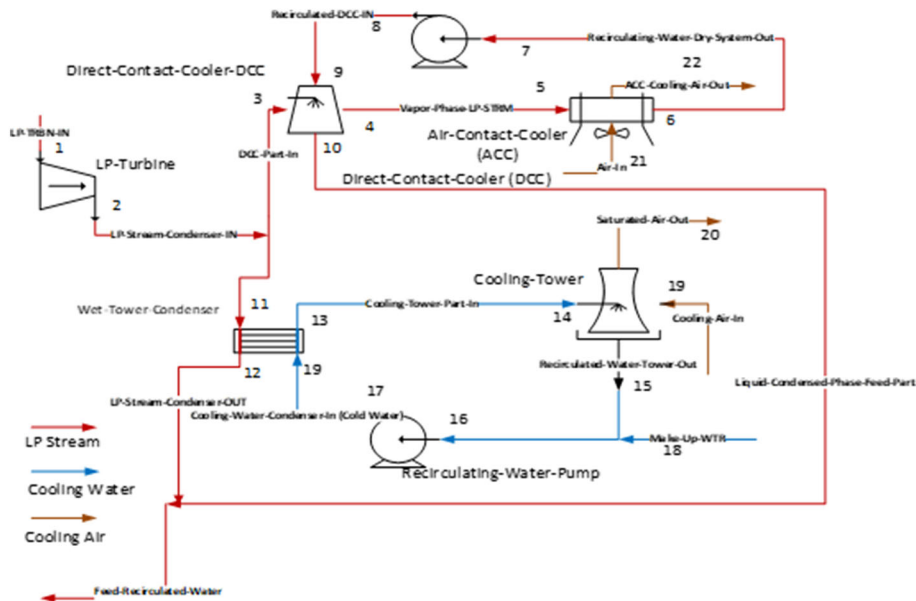 Recirculated-DCC-IN
8
7
Recirculating-Water-Dry-System-Out
22
Direct-Contact-Cooler-DCC
9
3
4
Vapor-Phase-LP-STRM
5
ACC-Cooling-Air-Out
6
Air-Contact-Cooler
(ACC)
21
Air-In
10
Direct-Contact-Cooler (DCC)
DCC-Part-In
LP-TRBN-IN
1
LP-Turbine
2
LP-Stream-Condenser-IN
Saturated-Air-Out
20
Cooling-Tower
Wet-Tower-Condenser
11
13
Cooling-Tower-Part-In
14
19
Cooling-Air-In
12
19
Recirculated-Water-Tower-Out
15
Liquid-Condensed-Phase-Feed-Part
LP-Stream-Condenser-OUT
Cooling-Water-Condenser-In (Cold Water)
17
16
Make-Up-WTR
18
Recirculating-Water-Pump
LP Stream
Cooling Water
Cooling Air
Feed-Recirculated-Water